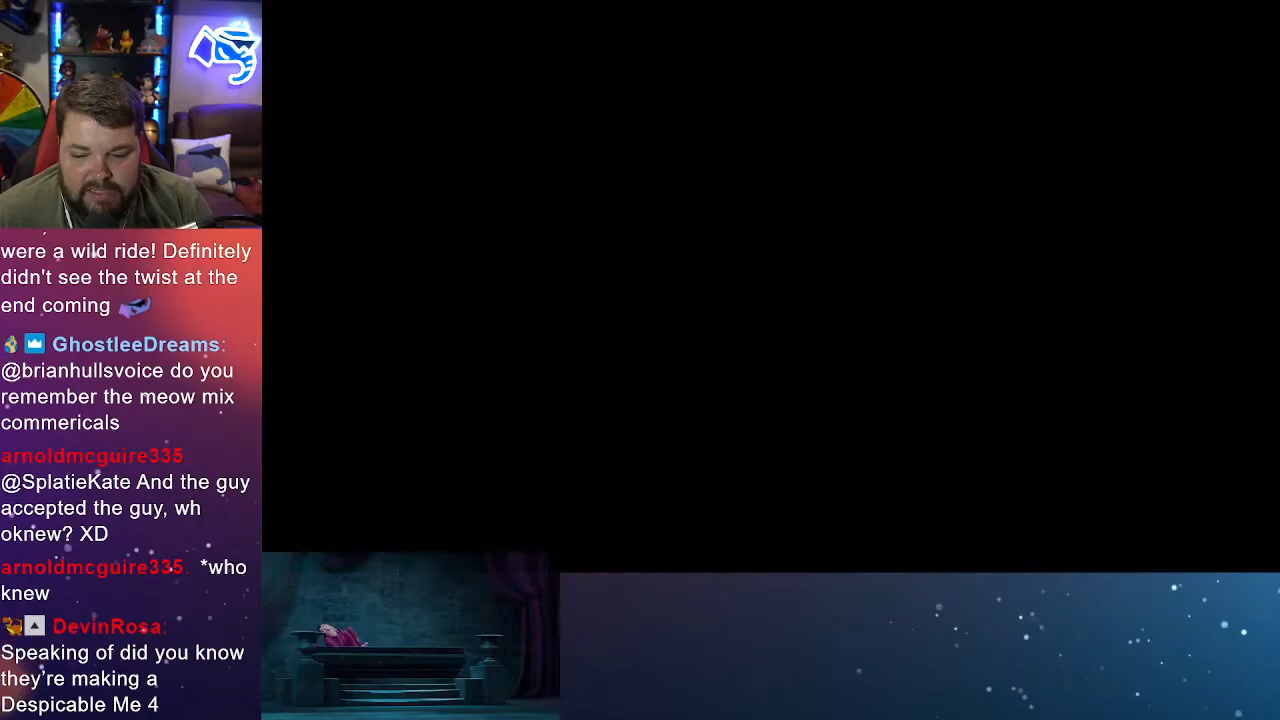 were a wild ride! Definitely
didn't see the twist at the
end coming
GhostleeDreams:
@brianhullsvoice do you
remember the meow mix
commericals
arnoldmcguire335:
@SplatieKate And the guy
accepted the guy, wh
oknew? XD
arnoldmcguire335: *who
knew
DevinRosa:
Speaking of did you know
they're making a
Despicable Me 4